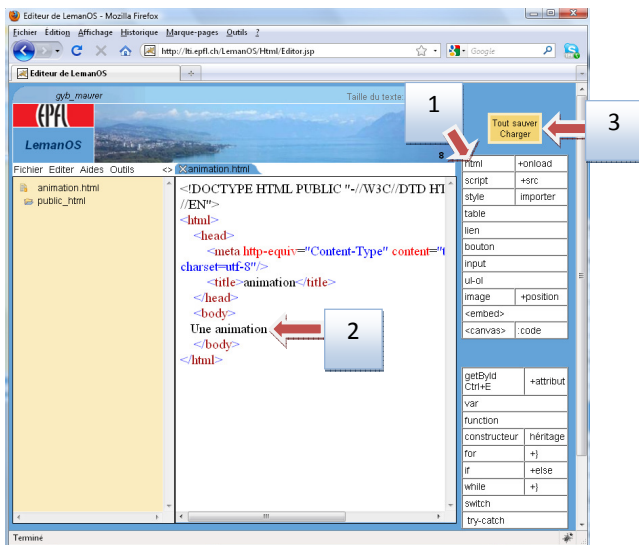 Editeur de LemanOS - Mozilla Firefox
Fichier Edition Affichage Historique Marque-pages Outils ?
http://lti.epfl.ch/LemanOS/Html/Editor.jsp
Google
Editeur de LemanOS
gyb_maurer
Taille du texte:
EPFL
LemanOS
8
1
Tout sauver
Charger
3
Fichier Editer Aides Outils
<> animation.html
animation.html
public_html
<!DOCTYPE HTML PUBLIC "-//W3C//DTD HT
//EN">
<html>
<head>
<meta http-equiv="Content-Type" content="t
charset=utf-8"/>
<title>animation</title>
</head>
<body>
Une animation
2
</body>
</html>
html +onload
script +src
style importer
table
lien
bouton
input
ul-ol
image +position
<embed>
<canvas> :code
getById
Ctrl+E
+attribut
var
function
constructeur héritage
for +}
if +else
while +}
switch
try-catch
Terminé